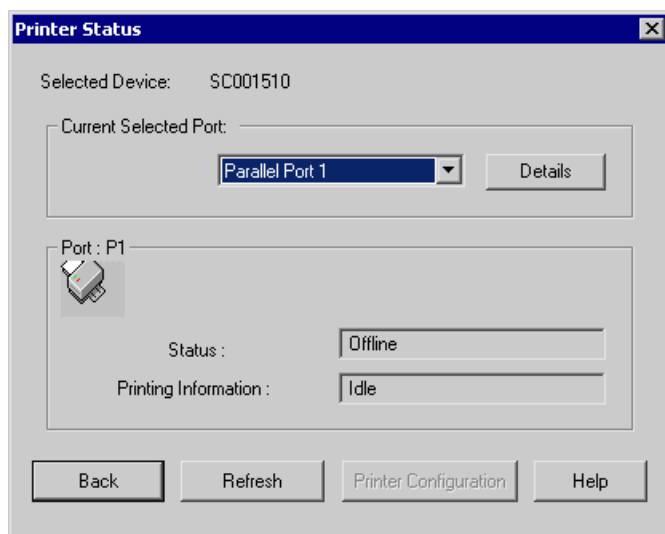 Printer Status
Selected Device: SC001510
Current Selected Port:
Parallel Port 1
Details
Port : P1
Status : Offline
Printing Information : Idle
Back Refresh Printer Configuration Help